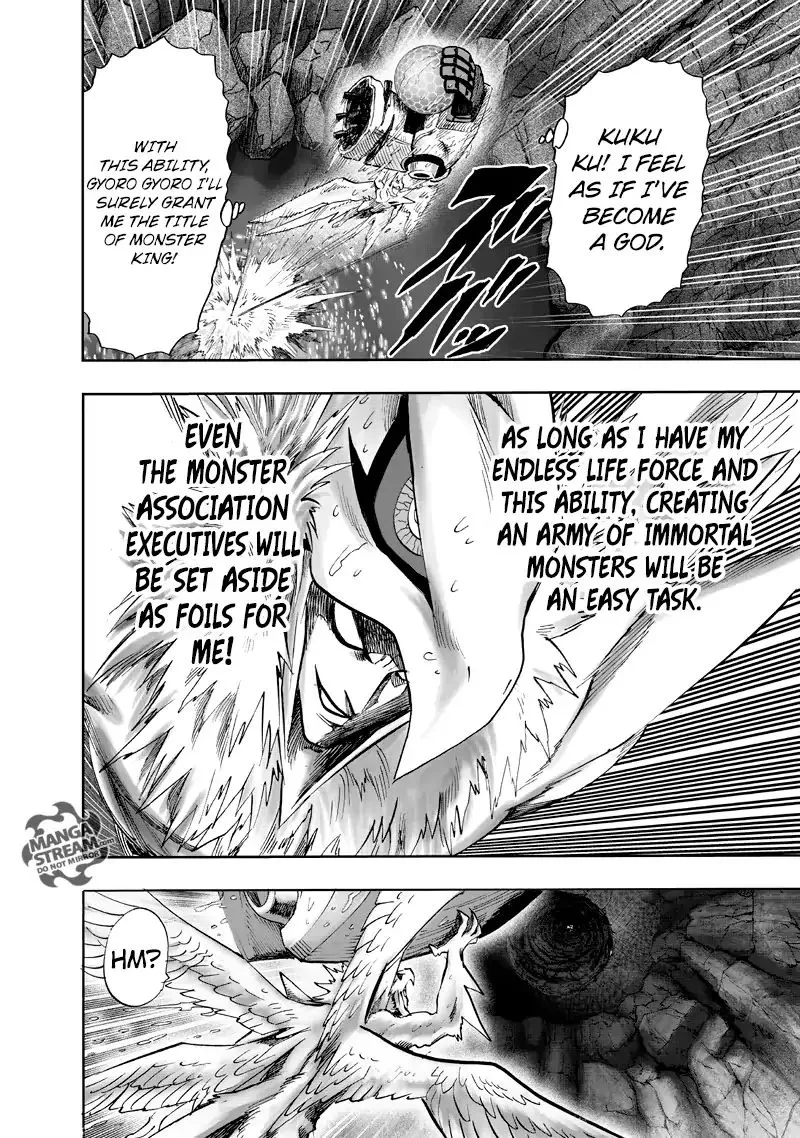 KUKU
KU! I FEEL
AS IF I'VE
BECOME
A GOD.
WITH
THIS ABILITY,
GYORO GYORO I'LL
SURELY GRANT
ME THE TITLE
OF MONSTER
KING!
AS LONG AS I HAVE MY
ENDLESS LIFE FORCE AND
THIS ABILITY, CREATING
AN ARMY OF IMMORTAL
MONSTERS WILL BE
AN EASY TASK.
EVEN
THE MONSTER
ASSOCIATION
EXECUTIVES WILL
BE SET ASIDE
AS FOILS FOR
ME!
MANGA
STREAM.com
DO NOT MIRROR
HM?